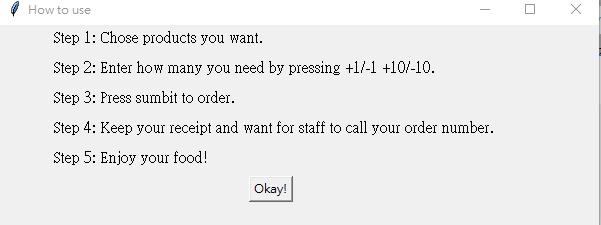 How to use
Step 1: Chose products you want.
Step 2: Enter how many you need by pressing +1/-1 +10/-10.
Step 3: Press sumbit to order.
Step 4: Keep your receipt and want for staff to call your order number.
Step 5: Enjoy your food!
Okay!